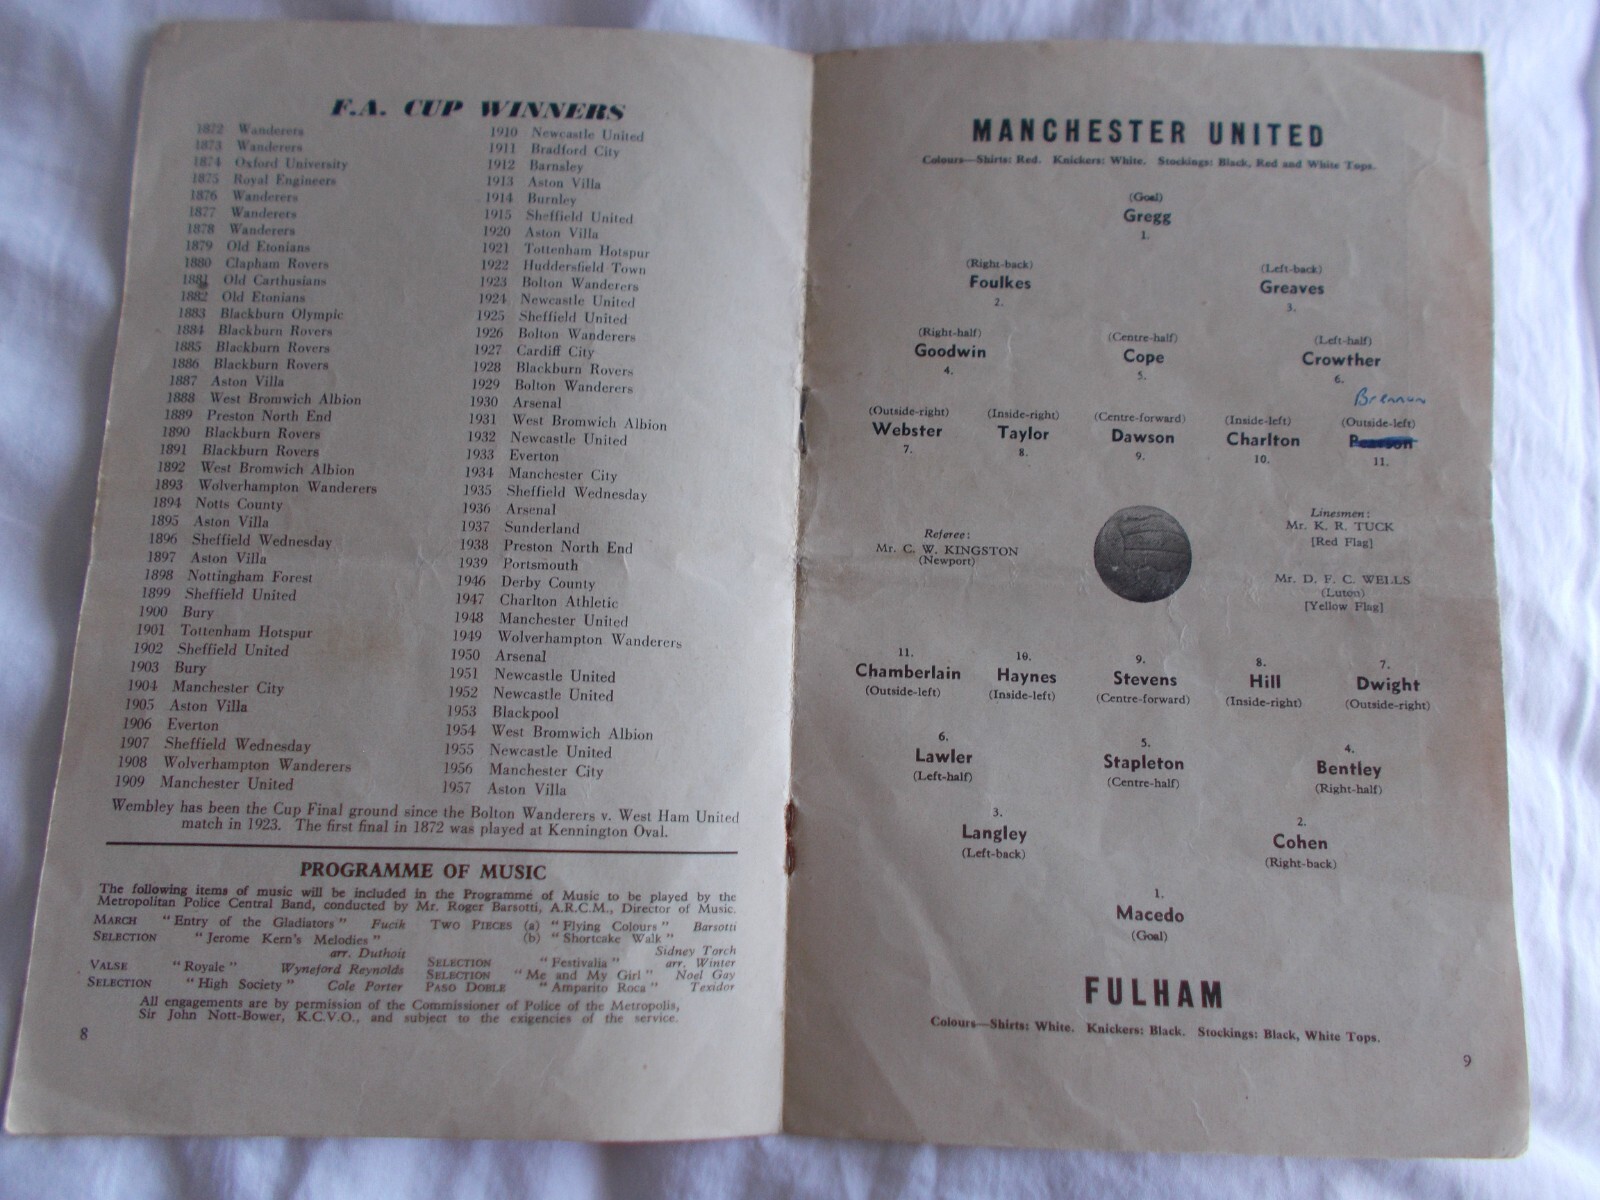 F.A. CUP WINNERS
1872 Wanderers
1873 Wanderers
1874 Oxford University
1875 Royal Engineers
1876 Wanderers
1877 Wanderers
1878 Wanderers
1879 Old Etonians
1880 Clapham Rovers
1881 Old Carthusians
1882 Old Etonians
1883 Blackburn Olympic
1884 Blackburn Rovers
1885 Blackburn Rovers
1886 Blackburn Rovers
1887 Aston Villa
1888 West Bromwich Albion
1889 Preston North End
1890 Blackburn Rovers
1891 Blackburn Rovers
1892 West Bromwich Albion
1893 Wolverhampton Wanderers
1894 Notts County
1895 Aston Villa
1896 Sheffield Wednesday
1897 Aston Villa
1898 Nottingham Forest
1899 Sheffield United
1900 Bury
1901 Tottenham Hotspur
1902 Sheffield United
1903 Bury
1904 Manchester City
1905 Aston Villa
1906 Everton
1907 Sheffield Wednesday
1908 Wolverhampton Wanderers
1909 Manchester United
1910 Newcastle United
1911 Bradford City
1912 Barnsley
1913 Aston Villa
1914 Burnley
1915 Sheffield United
1920 Aston Villa
1921 Tottenham Hotspur
1922 Huddersfield Town
1923 Bolton Wanderers
1924 Newcastle United
1925 Sheffield United
1926 Bolton Wanderers
1927 Cardiff City
1928 Blackburn Rovers
1929 Bolton Wanderers
1930 Arsenal
1931 West Bromwich Albion
1932 Newcastle United
1933 Everton
1934 Manchester City
1935 Sheffield Wednesday
1936 Arsenal
1937 Sunderland
1938 Preston North End
1939 Portsmouth
1946 Derby County
1947 Charlton Athletic
1948 Manchester United
1949 Wolverhampton Wanderers
1950 Arsenal
1951 Newcastle United
1952 Newcastle United
1953 Blackpool
1954 West Bromwich Albion
1955 Newcastle United
1956 Manchester City
1957 Aston Villa
Wembley has been the Cup Final ground since the Bolton Wanderers v. West Ham United
match in 1923. The first final in 1872 was played at Kennington Oval.
PROGRAMME OF MUSIC
The following items of music will be included in the Programme of Music to be played by the
Metropolitan Police Central Band, conducted by Mr. Roger Barsotti, A.R.C.M., Director of Music.
MARCH "Entry of the Gladiators" Fucik
SELECTION "Jerome Kern's Melodies"
arr. Duthoit
VALSE "Royale" Wyneford Reynolds
SELECTION "High Society" Cole Porter
TWO PIECES (a) "Flying Colours" Barsotti
(b) "Shortcake Walk"
Sidney Torch
SELECTION "Festivalia" arr. Winter
SELECTION "Me and My Girl" Noel Gay
PASO DOBLE "Amparito Roca" Texidor
All engagements are by permission of the Commissioner of Police of the Metropolis,
Sir John Nott-Bower, K.C.V.O., and subject to the exigencies of the service.
8
MANCHESTER UNITED
Colours—Shirts: Red. Knickers: White. Stockings: Black, Red and White Tops.
(Goal)
Gregg
1.
(Right-back) (Left-back)
Foulkes Greaves
2. 3.
(Right-half) (Centre-half) (Left-half)
Goodwin Cope Crowther
4. 5. 6.
Brennan
(Outside-right) (Inside-right) (Centre-forward) (Inside-left) (Outside-left)
Webster Taylor Dawson Charlton Pearson
7. 8. 9. 10. 11.
Referee:
Mr. C. W. KINGSTON
(Newport)
Linesmen:
Mr. K. R. TUCK
[Red Flag]
Mr. D. F. C. WELLS
(Luton)
[Yellow Flag]
11. 10. 9. 8. 7.
Chamberlain Haynes Stevens Hill Dwight
(Outside-left) (Inside-left) (Centre-forward) (Inside-right) (Outside-right)
6. 5. 4.
Lawler Stapleton Bentley
(Left-half) (Centre-half) (Right-half)
3. 2.
Langley Cohen
(Left-back) (Right-back)
1.
Macedo
(Goal)
FULHAM
Colours—Shirts: White. Knickers: Black. Stockings: Black, White Tops.
9